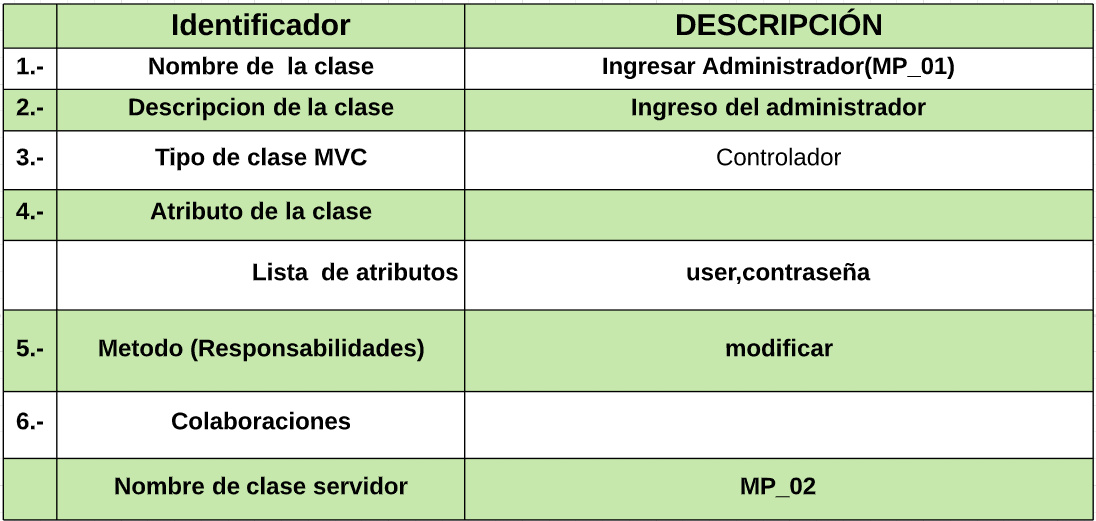 Identificador DESCRIPCIÓN
1.- Nombre de  la clase Ingresar Administrador(MP_01)
2.- Descripcion de la clase Ingreso del administrador
3.- Tipo de clase MVC Controlador
4.- Atributo de la clase
Lista  de atributos user,contraseña
5.- Metodo (Responsabilidades) modificar
6.- Colaboraciones
Nombre de clase servidor MP_02